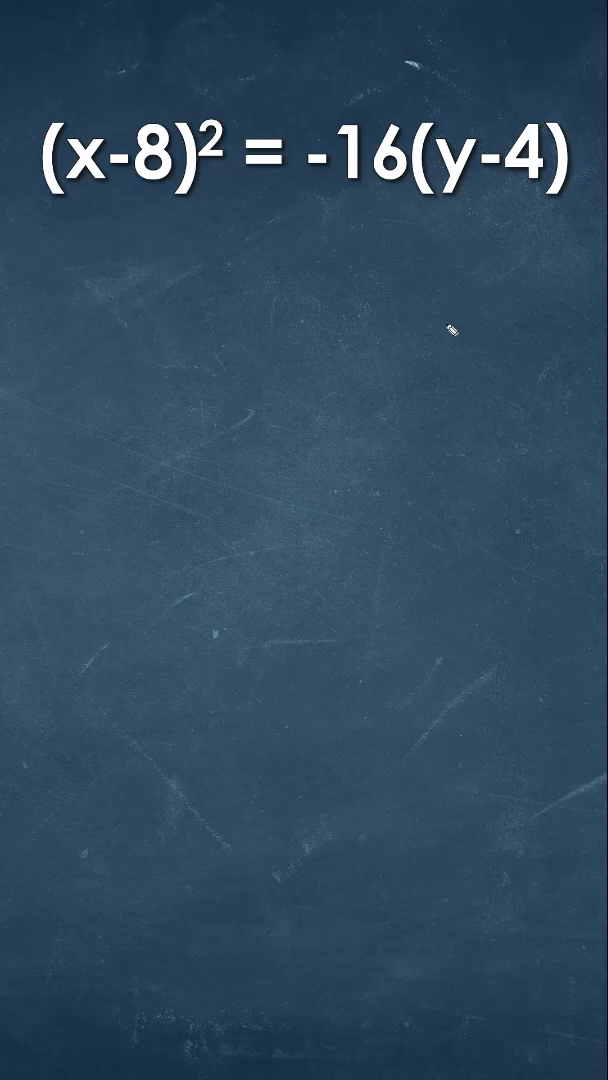 (x-8)² = -16(y-4)